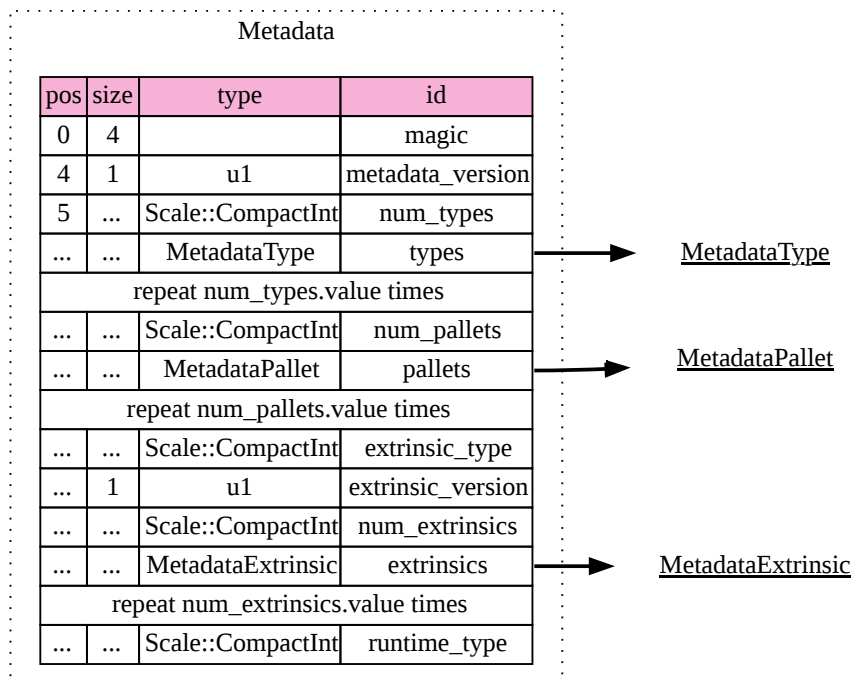 Metadata
pos size type id
0 4 magic
4 1 u1 metadata_version
5 ... Scale::CompactInt num_types
... ... MetadataType types MetadataType
repeat num_types.value times
... ... Scale::CompactInt num_pallets
... ... MetadataPallet pallets MetadataPallet
repeat num_pallets.value times
... ... Scale::CompactInt extrinsic_type
... 1 u1 extrinsic_version
... ... Scale::CompactInt num_extrinsics
... ... MetadataExtrinsic extrinsics MetadataExtrinsic
repeat num_extrinsics.value times
... ... Scale::CompactInt runtime_type